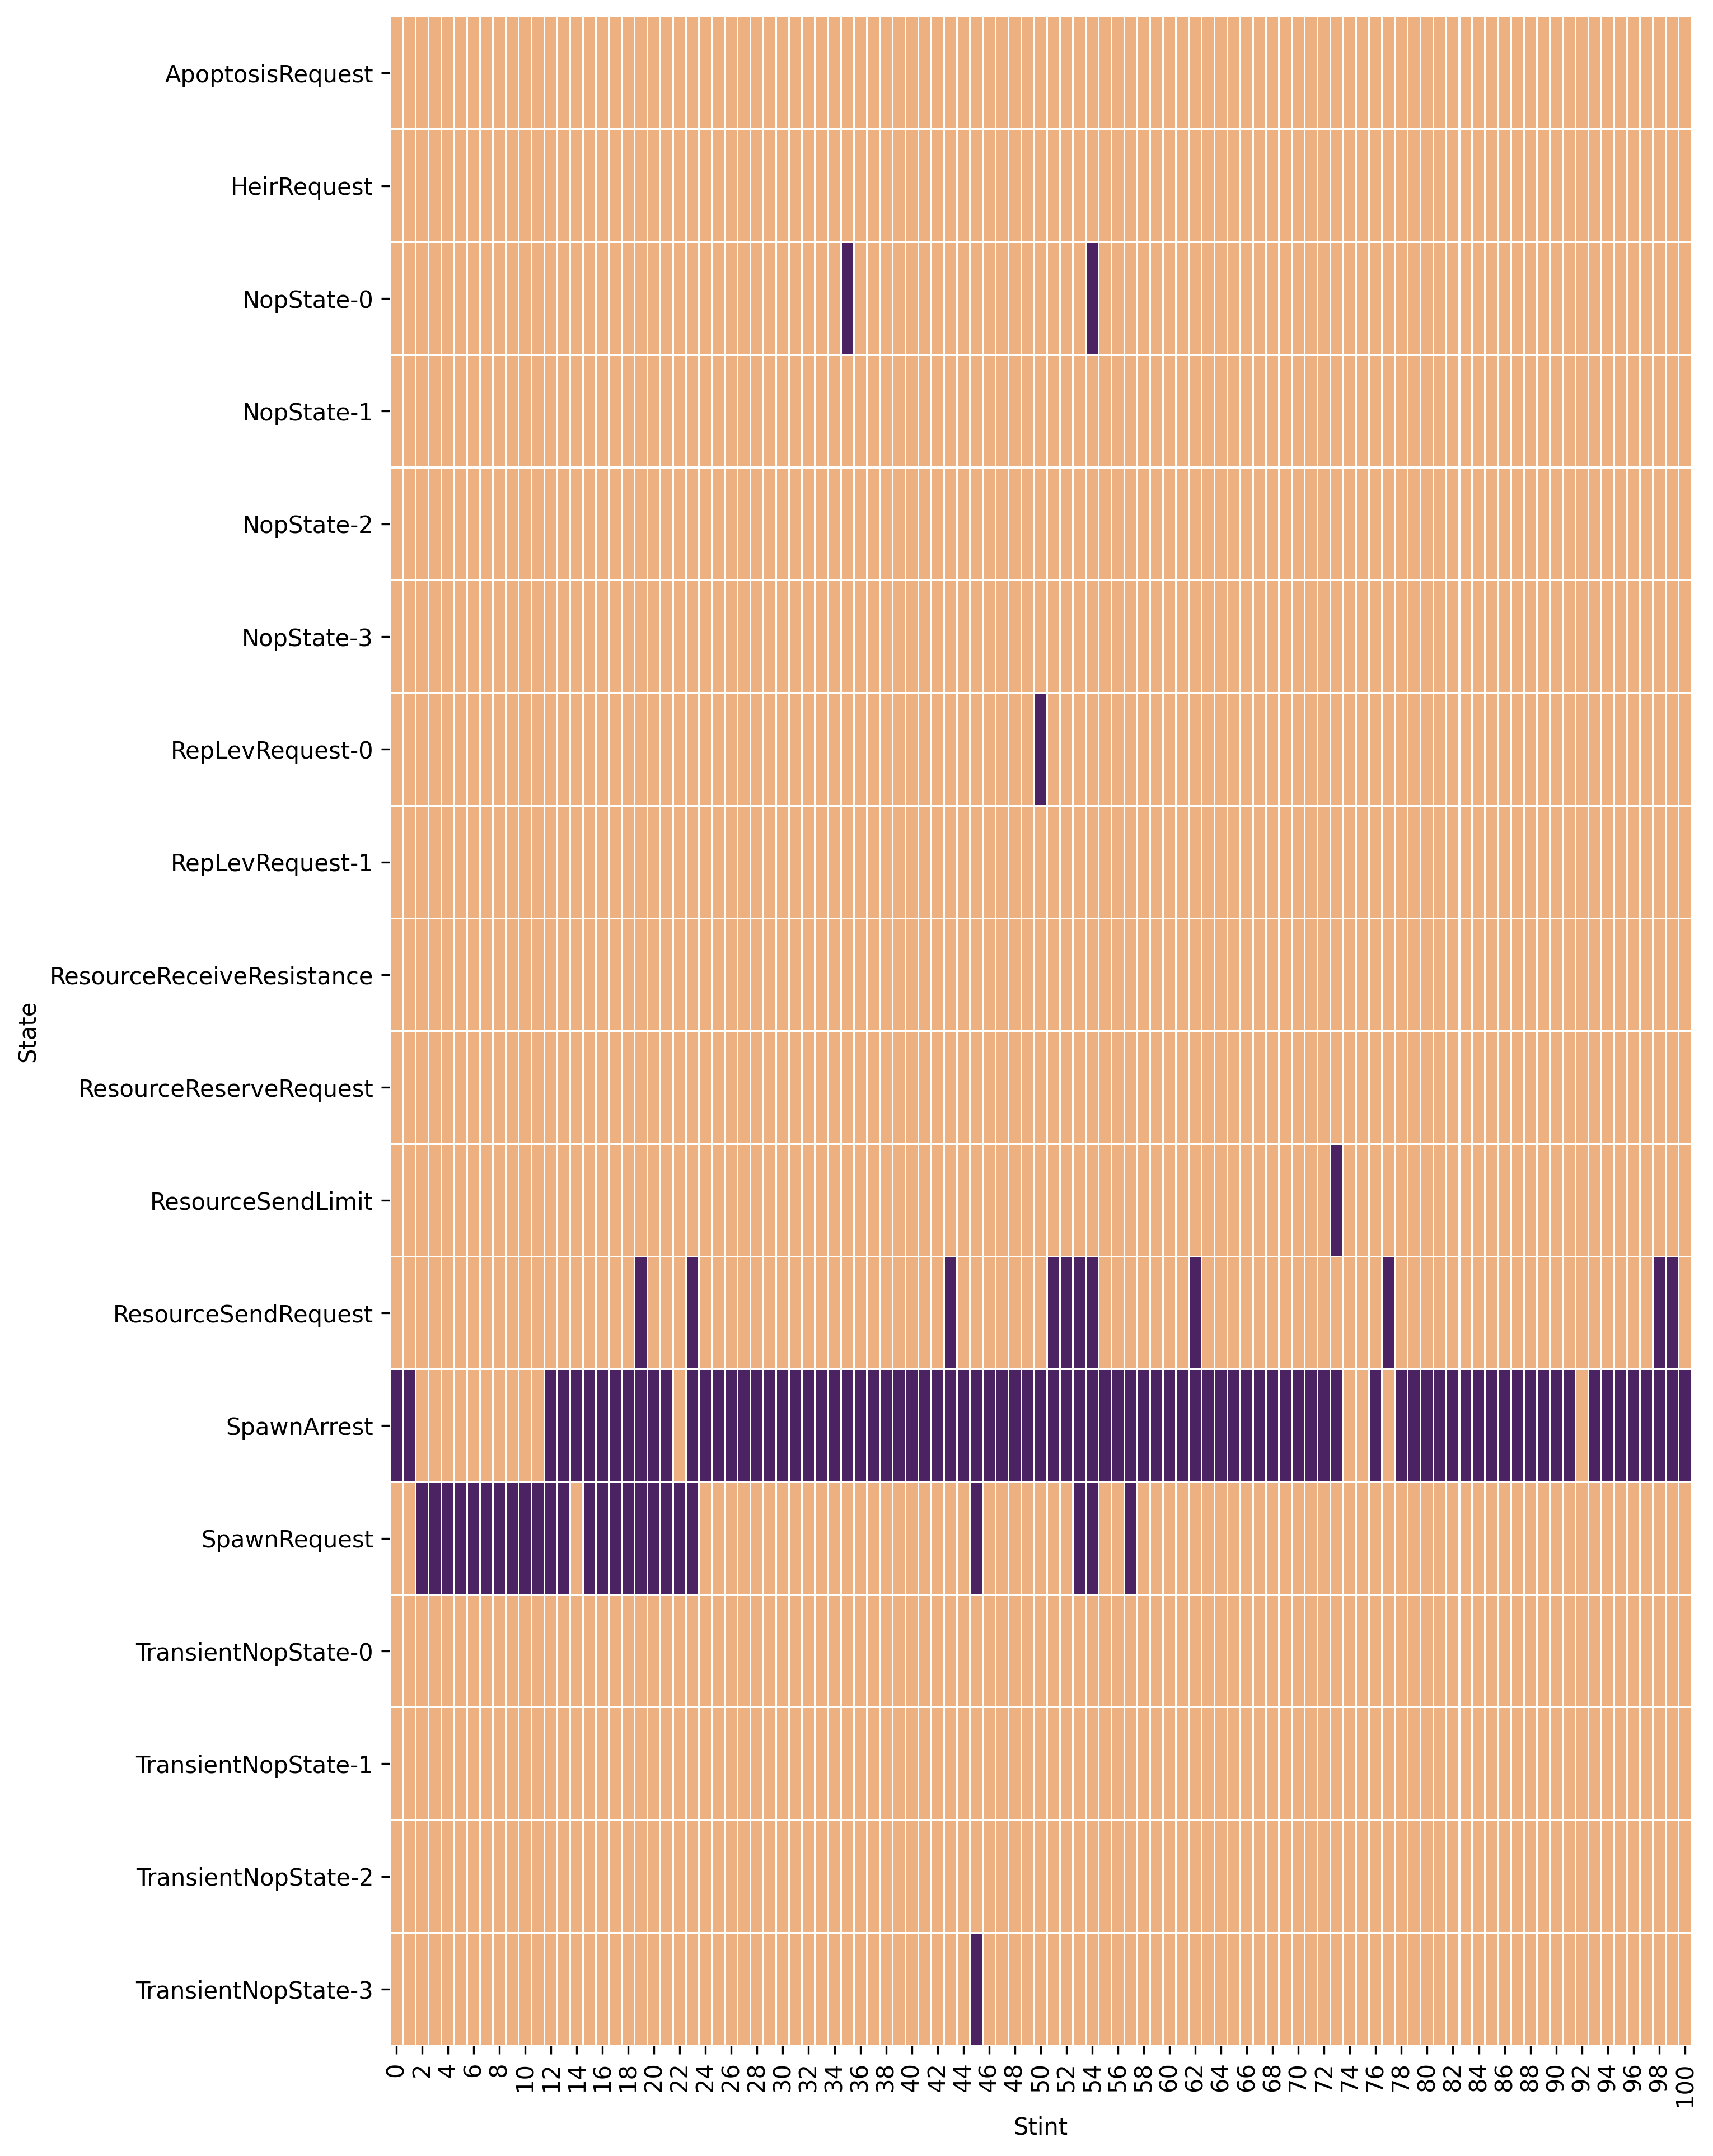 State
ApoptosisRequest
HeirRequest
NopState-0
NopState-1
NopState-2
NopState-3
RepLevRequest-0
RepLevRequest-1
ResourceReceiveResistance
ResourceReserveRequest
ResourceSendLimit
ResourceSendRequest
SpawnArrest
SpawnRequest
TransientNopState-0
TransientNopState-1
TransientNopState-2
TransientNopState-3
0 2 4 6 8 10 12 14 16 18 20 22 24 26 28 30 32 34 36 38 40 42 44 46 48 50 52 54 56 58 60 62 64 66 68 70 72 74 76 78 80 82 84 86 88 90 92 94 96 98 100
Stint